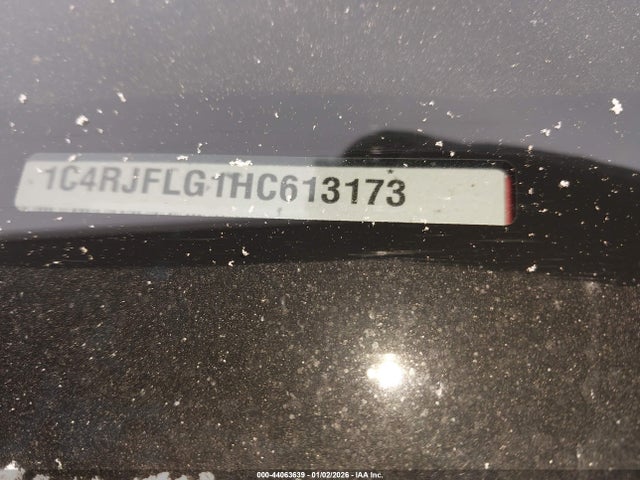 1C4RJFLG1HC613173
000-44063639 - 01/02/2026 - IAA Inc.